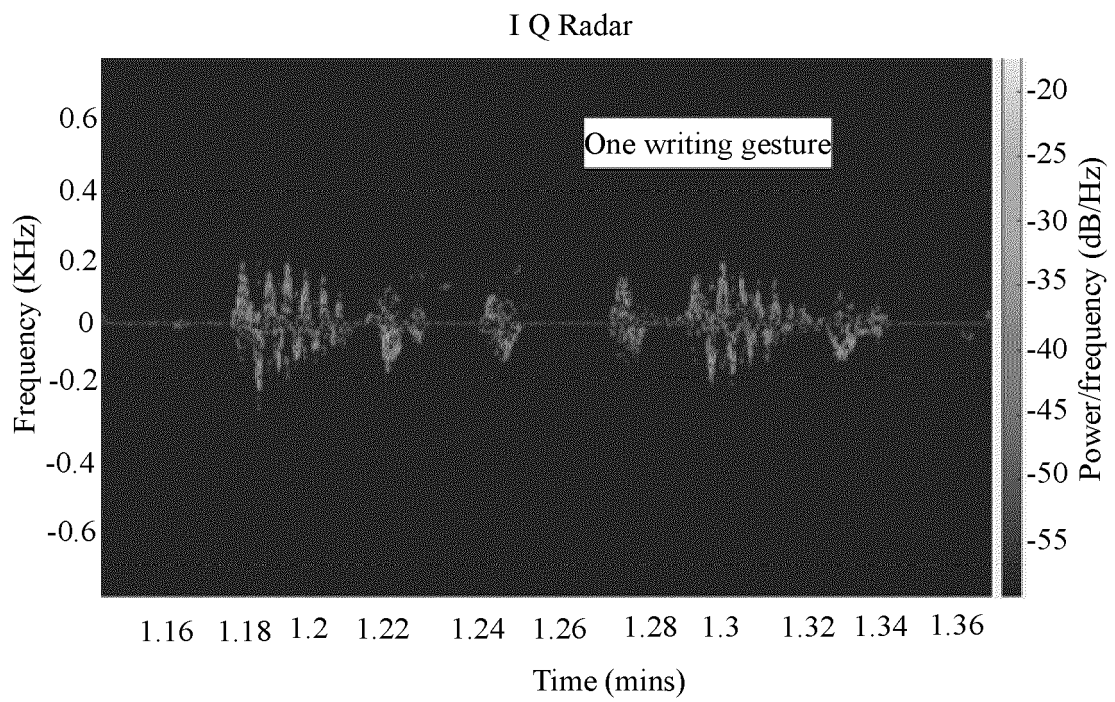 I Q Radar
One writing gesture
0.6
0.4
0.2
0
-0.2
-0.4
-0.6
Frequency (KHz)
-20
-25
-30
-35
-40
-45
-50
-55
Power/frequency (dB/Hz)
1.16 1.18 1.2 1.22 1.24 1.26 1.28 1.3 1.32 1.34 1.36
Time (mins)